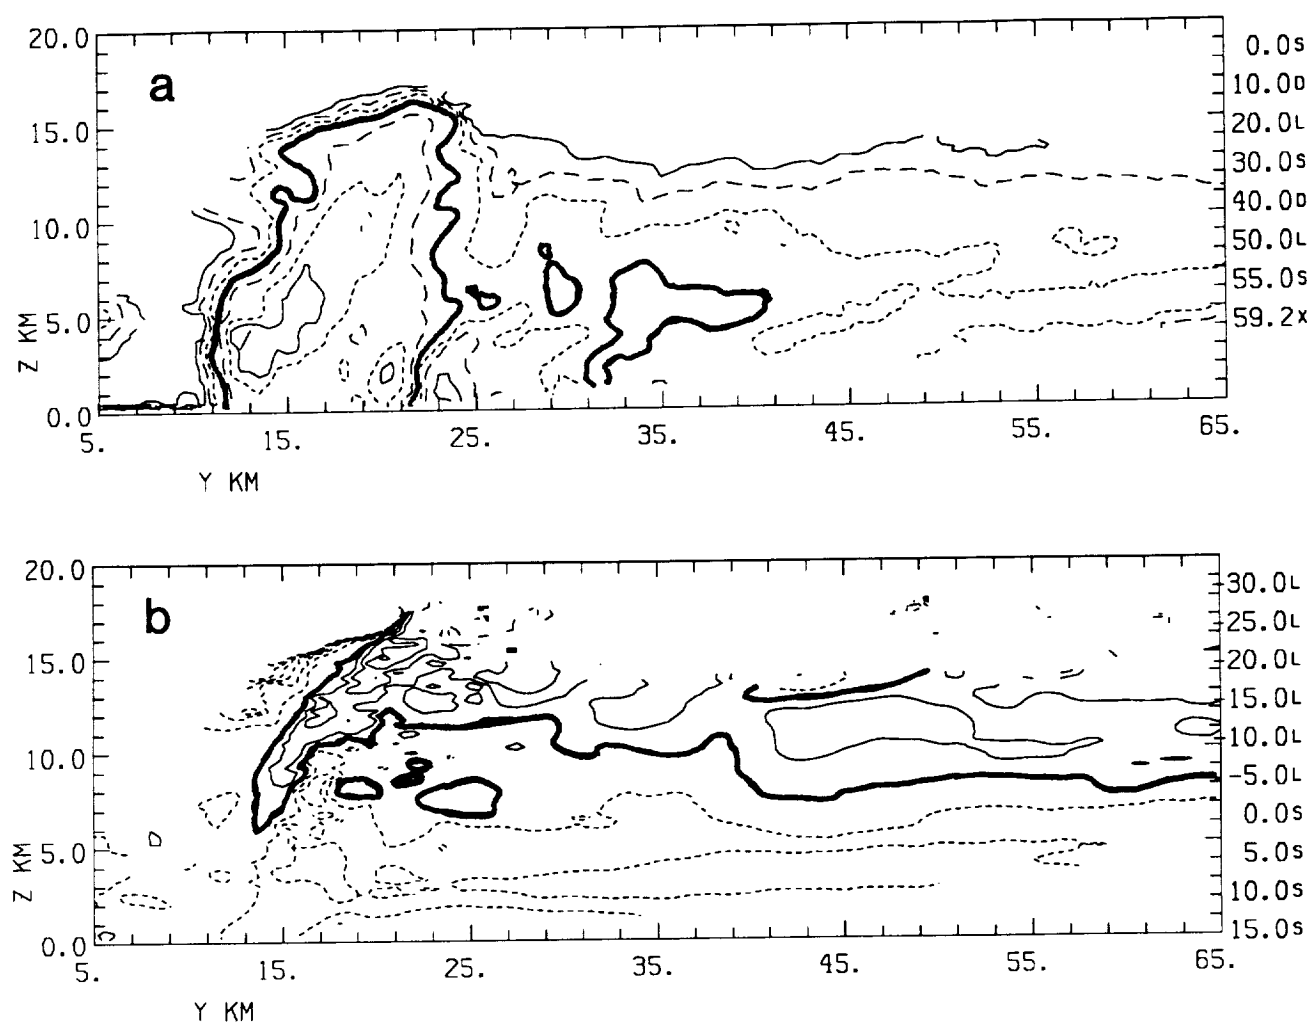 20.0
0.0S
a
10.0D
15.0
20.0L
30.0S
40.0D
10.0
50.0L
55.0S
Z KM
5.0
59.2X
0.0
5. 15. 25. 35. 45. 55. 65.
Y KM
20.0
30.0L
b
25.0L
15.0
20.0L
15.0L
10.0
10.0L
-5.0L
0.0S
Z KM
5.0
5.0S
10.0S
0.0
15.0S
5. 15. 25. 35. 45. 55. 65.
Y KM